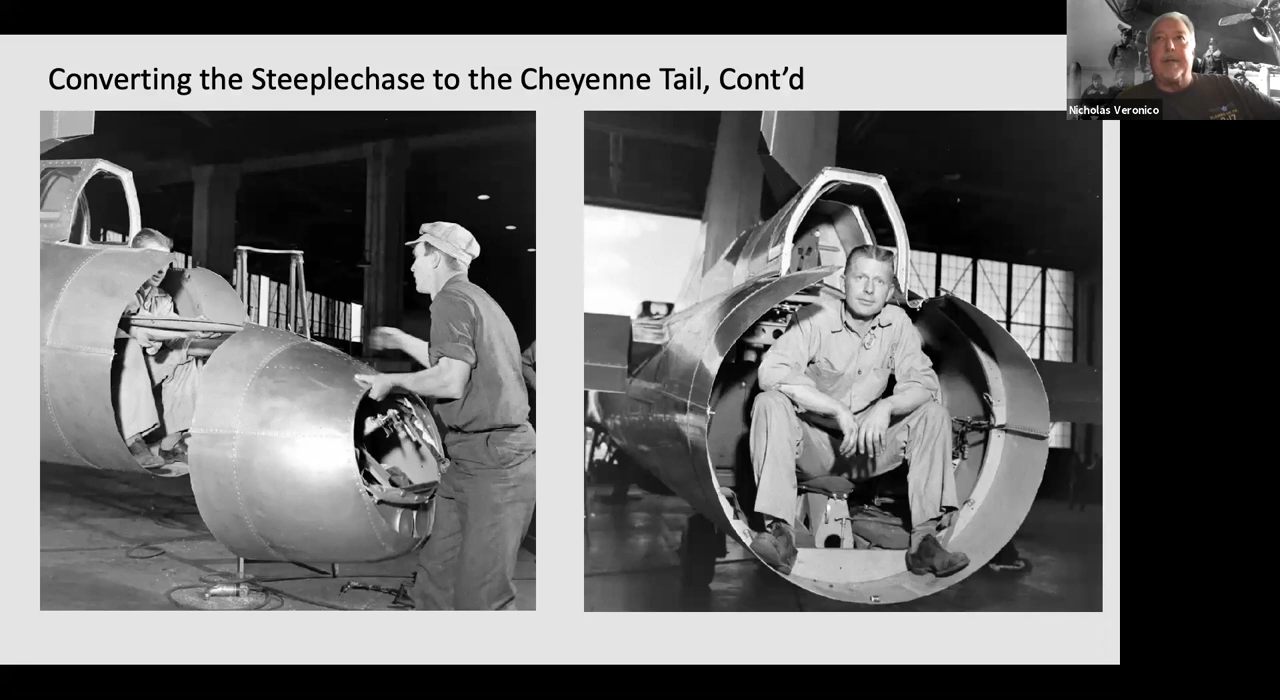 Converting the Steeplechase to the Cheyenne Tail, Cont’d
Nicholas Veronico